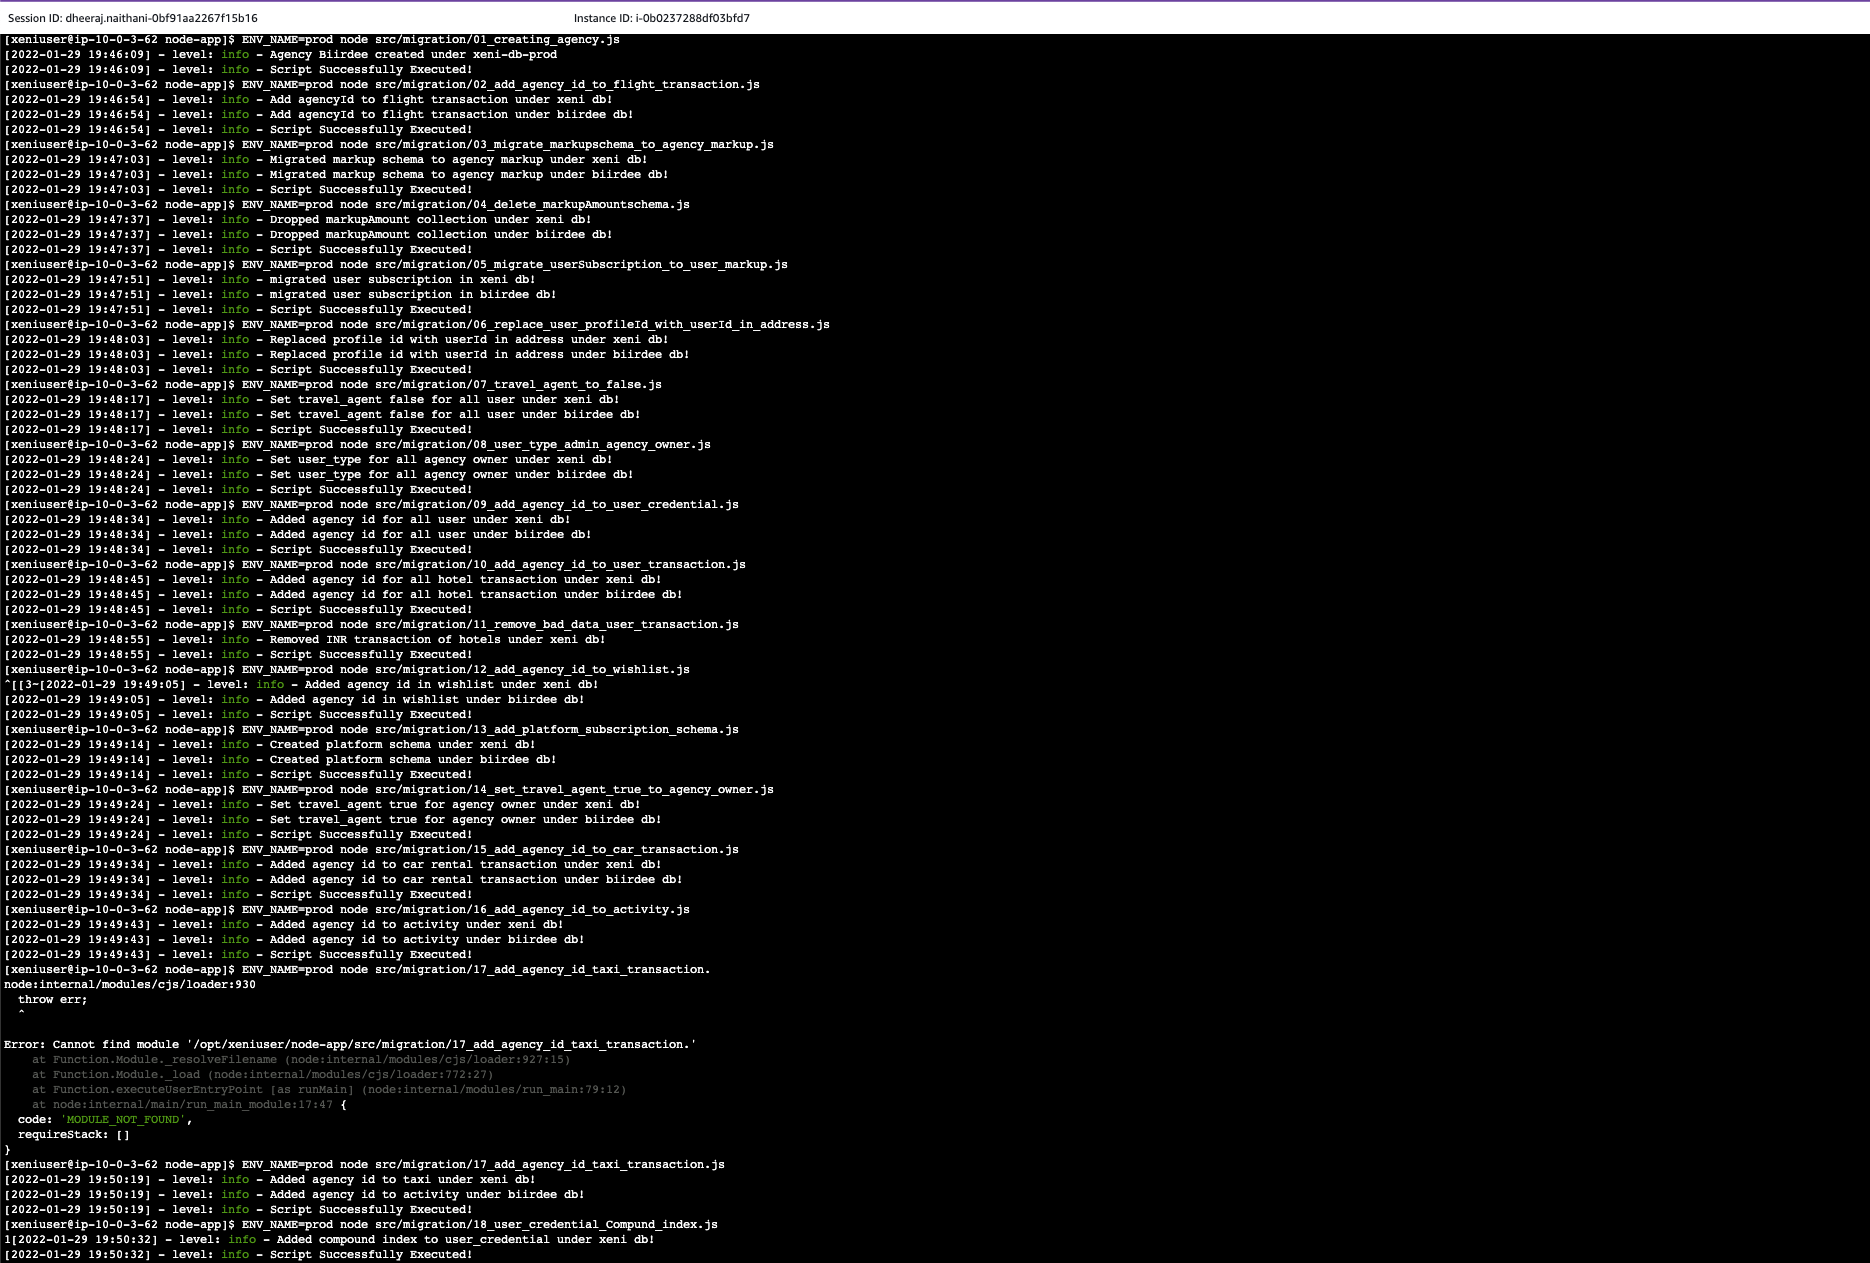 Session ID: dheeraj.naithani-0bf91aa2267f15b16 Instance ID: i-0b0237288df03bfd7
[xeniuser@ip-10-0-3-62 node-app]$ ENV_NAME=prod node src/migration/01_creating_agency.js
[2022-01-29 19:46:09] - level: info - Agency Biirdee created under xeni-db-prod
[2022-01-29 19:46:09] - level: info - Script Successfully Executed!
[xeniuser@ip-10-0-3-62 node-app]$ ENV_NAME=prod node src/migration/02_add_agency_id_to_flight_transaction.js
[2022-01-29 19:46:54] - level: info - Add agencyId to flight transaction under xeni db!
[2022-01-29 19:46:54] - level: info - Add agencyId to flight transaction under biirdee db!
[2022-01-29 19:46:54] - level: info - Script Successfully Executed!
[xeniuser@ip-10-0-3-62 node-app]$ ENV_NAME=prod node src/migration/03_migrate_markupschema_to_agency_markup.js
[2022-01-29 19:47:03] - level: info - Migrated markup schema to agency markup under xeni db!
[2022-01-29 19:47:03] - level: info - Migrated markup schema to agency markup under biirdee db!
[2022-01-29 19:47:03] - level: info - Script Successfully Executed!
[xeniuser@ip-10-0-3-62 node-app]$ ENV_NAME=prod node src/migration/04_delete_markupAmountschema.js
[2022-01-29 19:47:37] - level: info - Dropped markupAmount collection under xeni db!
[2022-01-29 19:47:37] - level: info - Dropped markupAmount collection under biirdee db!
[2022-01-29 19:47:37] - level: info - Script Successfully Executed!
[xeniuser@ip-10-0-3-62 node-app]$ ENV_NAME=prod node src/migration/05_migrate_userSubscription_to_user_markup.js
[2022-01-29 19:47:51] - level: info - migrated user subscription in xeni db!
[2022-01-29 19:47:51] - level: info - migrated user subscription in biirdee db!
[2022-01-29 19:47:51] - level: info - Script Successfully Executed!
[xeniuser@ip-10-0-3-62 node-app]$ ENV_NAME=prod node src/migration/06_replace_user_profileId_with_userId_in_address.js
[2022-01-29 19:48:03] - level: info - Replaced profile id with userId in address under xeni db!
[2022-01-29 19:48:03] - level: info - Replaced profile id with userId in address under biirdee db!
[2022-01-29 19:48:03] - level: info - Script Successfully Executed!
[xeniuser@ip-10-0-3-62 node-app]$ ENV_NAME=prod node src/migration/07_travel_agent_to_false.js
[2022-01-29 19:48:17] - level: info - Set travel_agent false for all user under xeni db!
[2022-01-29 19:48:17] - level: info - Set travel_agent false for all user under biirdee db!
[2022-01-29 19:48:17] - level: info - Script Successfully Executed!
[xeniuser@ip-10-0-3-62 node-app]$ ENV_NAME=prod node src/migration/08_user_type_admin_agency_owner.js
[2022-01-29 19:48:24] - level: info - Set user_type for all agency owner under xeni db!
[2022-01-29 19:48:24] - level: info - Set user_type for all agency owner under biirdee db!
[2022-01-29 19:48:24] - level: info - Script Successfully Executed!
[xeniuser@ip-10-0-3-62 node-app]$ ENV_NAME=prod node src/migration/09_add_agency_id_to_user_credential.js
[2022-01-29 19:48:34] - level: info - Added agency id for all user under xeni db!
[2022-01-29 19:48:34] - level: info - Added agency id for all user under biirdee db!
[2022-01-29 19:48:34] - level: info - Script Successfully Executed!
[xeniuser@ip-10-0-3-62 node-app]$ ENV_NAME=prod node src/migration/10_add_agency_id_to_user_transaction.js
[2022-01-29 19:48:45] - level: info - Added agency id for all hotel transaction under xeni db!
[2022-01-29 19:48:45] - level: info - Added agency id for all hotel transaction under biirdee db!
[2022-01-29 19:48:45] - level: info - Script Successfully Executed!
[xeniuser@ip-10-0-3-62 node-app]$ ENV_NAME=prod node src/migration/11_remove_bad_data_user_transaction.js
[2022-01-29 19:48:55] - level: info - Removed INR transaction of hotels under xeni db!
[2022-01-29 19:48:55] - level: info - Script Successfully Executed!
[xeniuser@ip-10-0-3-62 node-app]$ ENV_NAME=prod node src/migration/12_add_agency_id_to_wishlist.js
^[[3~[2022-01-29 19:49:05] - level: info - Added agency id in wishlist under xeni db!
[2022-01-29 19:49:05] - level: info - Added agency id in wishlist under biirdee db!
[2022-01-29 19:49:05] - level: info - Script Successfully Executed!
[xeniuser@ip-10-0-3-62 node-app]$ ENV_NAME=prod node src/migration/13_add_platform_subscription_schema.js
[2022-01-29 19:49:14] - level: info - Created platform schema under xeni db!
[2022-01-29 19:49:14] - level: info - Created platform schema under biirdee db!
[2022-01-29 19:49:14] - level: info - Script Successfully Executed!
[xeniuser@ip-10-0-3-62 node-app]$ ENV_NAME=prod node src/migration/14_set_travel_agent_true_to_agency_owner.js
[2022-01-29 19:49:24] - level: info - Set travel_agent true for agency owner under xeni db!
[2022-01-29 19:49:24] - level: info - Set travel_agent true for agency owner under biirdee db!
[2022-01-29 19:49:24] - level: info - Script Successfully Executed!
[xeniuser@ip-10-0-3-62 node-app]$ ENV_NAME=prod node src/migration/15_add_agency_id_to_car_transaction.js
[2022-01-29 19:49:34] - level: info - Added agency id to car rental transaction under xeni db!
[2022-01-29 19:49:34] - level: info - Added agency id to car rental transaction under biirdee db!
[2022-01-29 19:49:34] - level: info - Script Successfully Executed!
[xeniuser@ip-10-0-3-62 node-app]$ ENV_NAME=prod node src/migration/16_add_agency_id_to_activity.js
[2022-01-29 19:49:43] - level: info - Added agency id to activity under xeni db!
[2022-01-29 19:49:43] - level: info - Added agency id to activity under biirdee db!
[2022-01-29 19:49:43] - level: info - Script Successfully Executed!
[xeniuser@ip-10-0-3-62 node-app]$ ENV_NAME=prod node src/migration/17_add_agency_id_taxi_transaction.
node:internal/modules/cjs/loader:930
throw err;
^
Error: Cannot find module '/opt/xeniuser/node-app/src/migration/17_add_agency_id_taxi_transaction.'
at Function.Module._resolveFilename (node:internal/modules/cjs/loader:927:15)
at Function.Module._load (node:internal/modules/cjs/loader:772:27)
at Function.executeUserEntryPoint [as runMain] (node:internal/modules/run_main:79:12)
at node:internal/main/run_main_module:17:47 {
code: 'MODULE_NOT_FOUND',
requireStack: []
}
[xeniuser@ip-10-0-3-62 node-app]$ ENV_NAME=prod node src/migration/17_add_agency_id_taxi_transaction.js
[2022-01-29 19:50:19] - level: info - Added agency id to taxi under xeni db!
[2022-01-29 19:50:19] - level: info - Added agency id to activity under biirdee db!
[2022-01-29 19:50:19] - level: info - Script Successfully Executed!
[xeniuser@ip-10-0-3-62 node-app]$ ENV_NAME=prod node src/migration/18_user_credential_Compund_index.js
1[2022-01-29 19:50:32] - level: info - Added compound index to user_credential under xeni db!
[2022-01-29 19:50:32] - level: info - Script Successfully Executed!